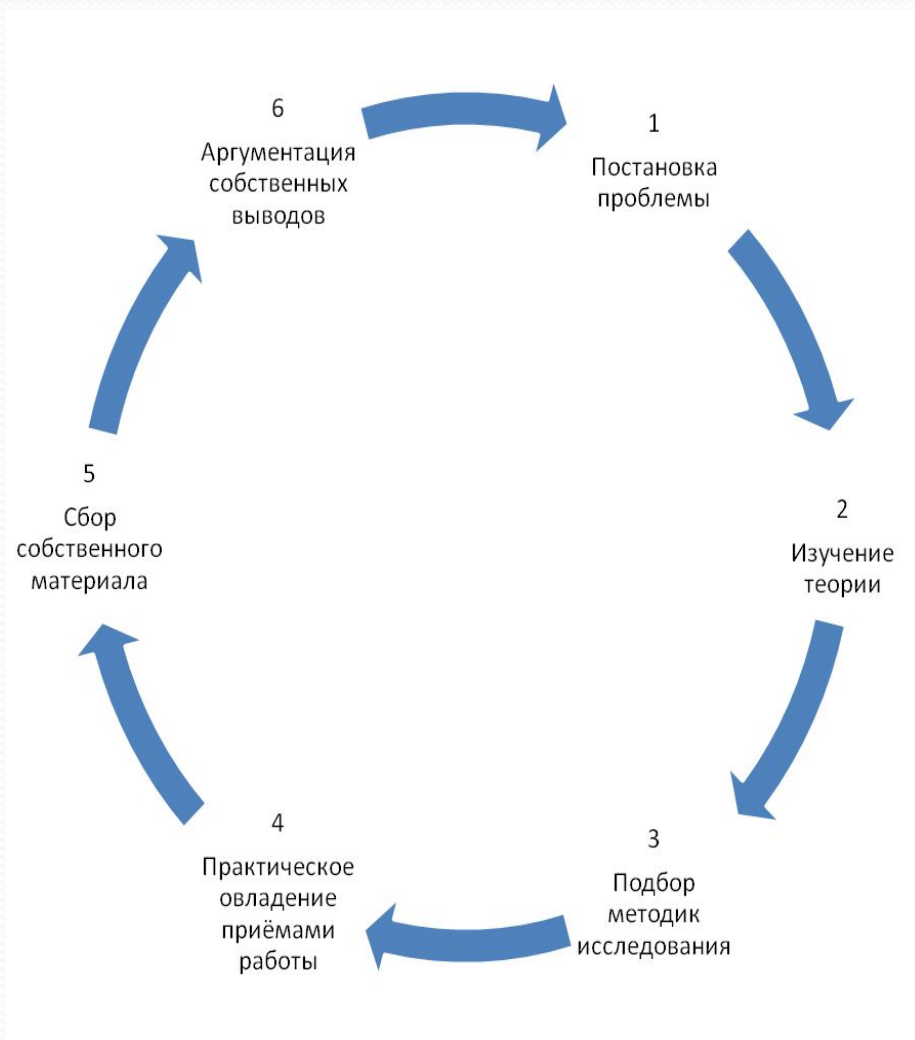 1
Постановка
проблемы
2
Изучение
теории
3
Подбор
методик
исследования
4
Практическое
овладение
приёмами
работы
5
Сбор
собственного
материала
6
Аргументация
собственных
выводов